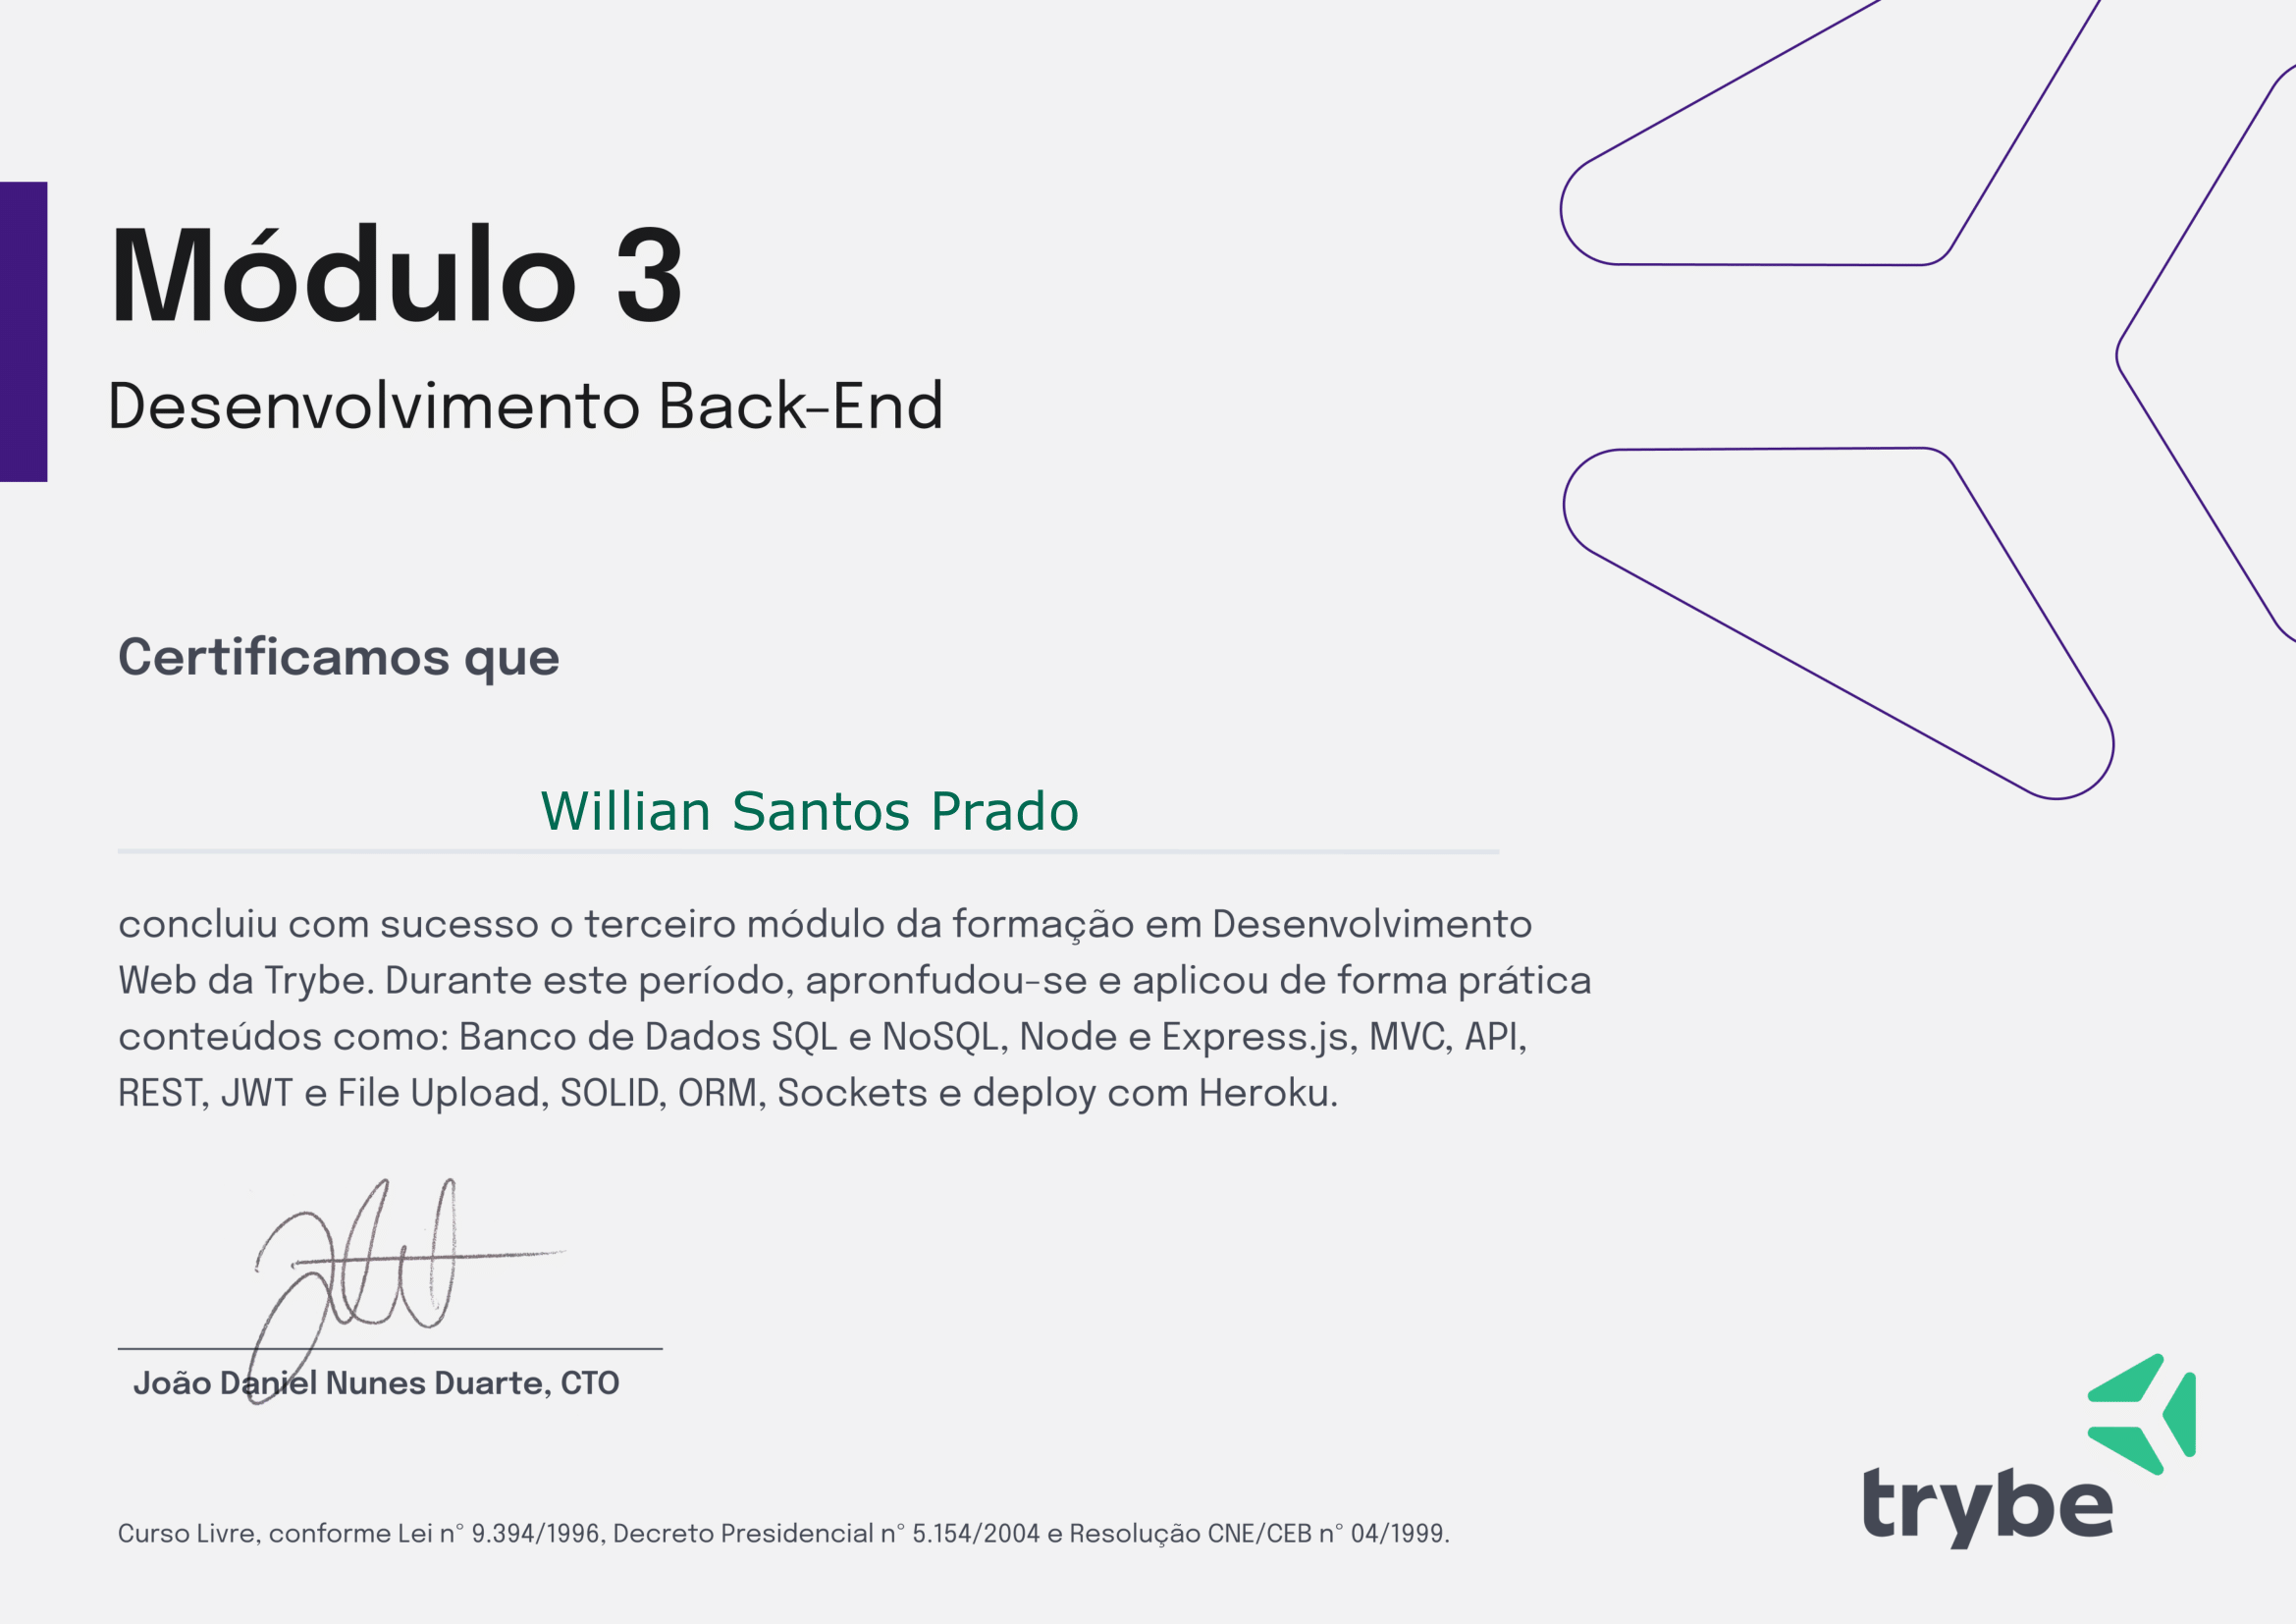 Módulo 3
Desenvolvimento Back-End
Certificamos que
Willian Santos Prado
concluiu com sucesso o terceiro módulo da formação em Desenvolvimento
Web da Trybe. Durante este período, apronfudou-se e aplicou de forma prática
conteúdos como: Banco de Dados SQL e NoSQL, Node e Express.js, MVC, API,
REST, JWT e File Upload, SOLID, ORM, Sockets e deploy com Heroku.
João Daniel Nunes Duarte, CTO
trybe
Curso Livre, conforme Lei n° 9.394/1996, Decreto Presidencial n° 5.154/2004 e Resolução CNE/CEB n° 04/1999.